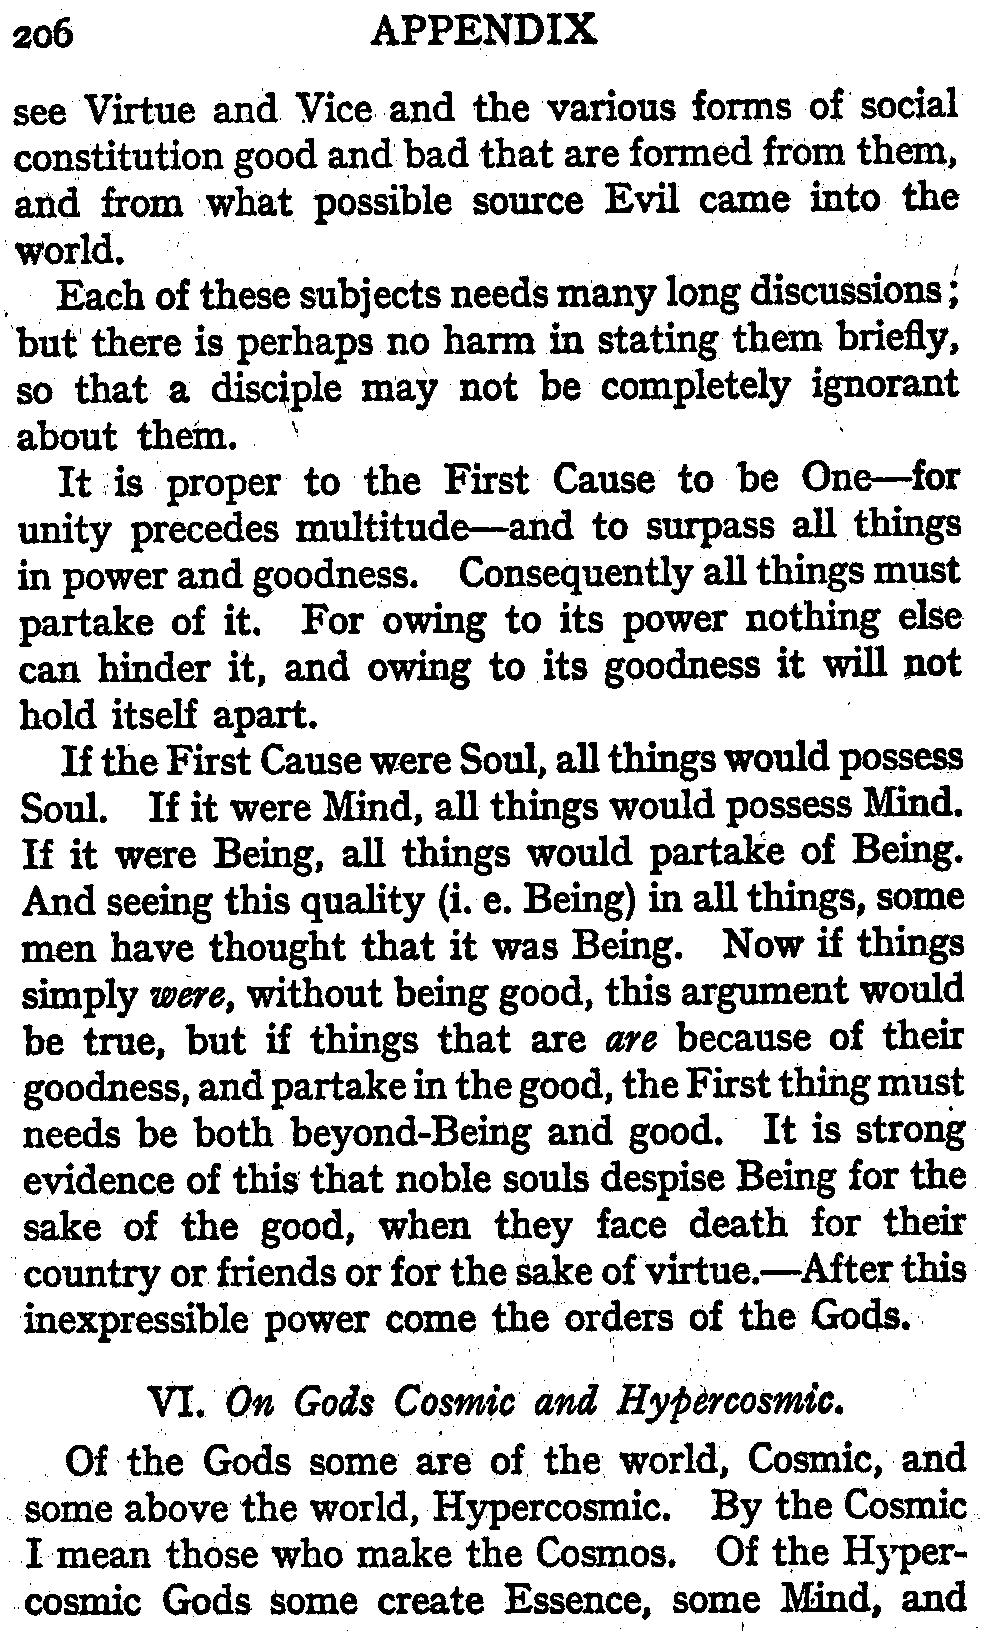 206 APPENDIX
see Virtue and Vice and the various forms of social
constitution good and bad that are formed from them,
and from what possible source Evil came into the
world.
Each of these subjects needs many long discussions;
but there is perhaps no harm in stating them briefly,
so that a disciple may not be completely ignorant
about them.
It is proper to the First Cause to be One—for
unity precedes multitude—and to surpass all things
in power and goodness. Consequently all things must
partake of it. For owing to its power nothing else
can hinder it, and owing to its goodness it will not
hold itself apart.
If the First Cause were Soul, all things would possess
Soul. If it were Mind, all things would possess Mind.
If it were Being, all things would partake of Being.
And seeing this quality (i. e. Being) in all things, some
men have thought that it was Being. Now if things
simply were, without being good, this argument would
be true, but if things that are are because of their
goodness, and partake in the good, the First thing must
needs be both beyond-Being and good. It is strong
evidence of this that noble souls despise Being for the
sake of the good, when they face death for their
country or friends or for the sake of virtue.—After this
inexpressible power come the orders of the Gods.
VI. On Gods Cosmic and Hypercosmic.
Of the Gods some are of the world, Cosmic, and
some above the world, Hypercosmic. By the Cosmic
I mean those who make the Cosmos. Of the Hyper-
cosmic Gods some create Essence, some Mind, and